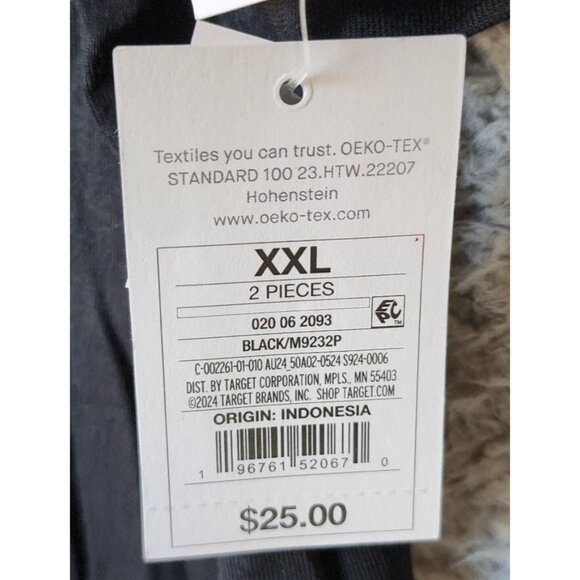 Textiles you can trust. OEKO-TEX®
STANDARD 100 23.HTW.22207
Hohenstein
www.oeko-tex.com
XXL
2 PIECES
020 06 2093
EPC™
BLACK/M9232P
C-002261-01-010 AU24_50A02-0524 S924-0006
DIST. BY TARGET CORPORATION, MPLS., MN 55403
©2024 TARGET BRANDS, INC. SHOP TARGET.COM
ORIGIN: INDONESIA
1 96761 52067 0
$25.00